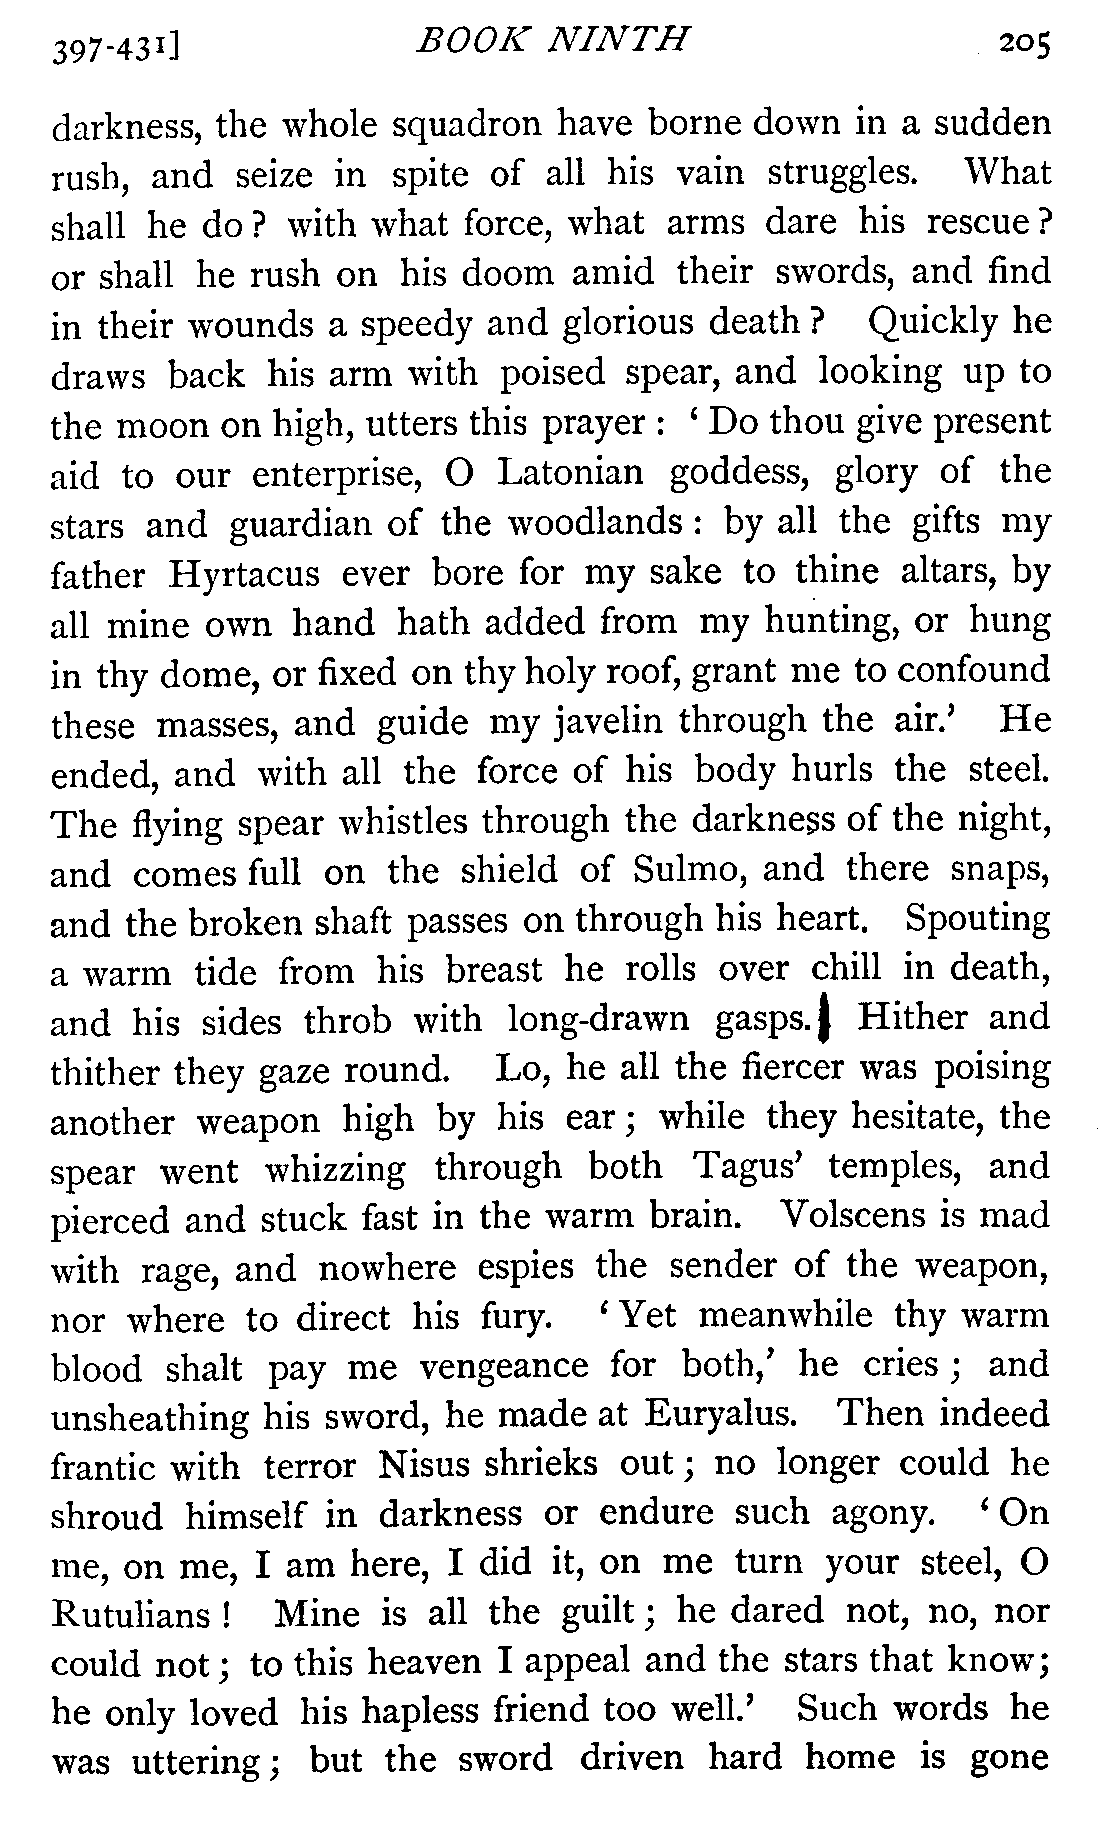 397-431] BOOK NINTH 205
darkness, the whole squadron have borne down in a sudden
rush, and seize in spite of all his vain struggles. What
shall he do? with what force, what arms dare his rescue?
or shall he rush on his doom amid their swords, and find
in their wounds a speedy and glorious death? Quickly he
draws back his arm with poised spear, and looking up to
the moon on high, utters this prayer: ‘Do thou give present
aid to our enterprise, O Latonian goddess, glory of the
stars and guardian of the woodlands: by all the gifts my
father Hyrtacus ever bore for my sake to thine altars, by
all mine own hand hath added from my hunting, or hung
in thy dome, or fixed on thy holy roof, grant me to confound
these masses, and guide my javelin through the air.’ He
ended, and with all the force of his body hurls the steel.
The flying spear whistles through the darkness of the night,
and comes full on the shield of Sulmo, and there snaps,
and the broken shaft passes on through his heart. Spouting
a warm tide from his breast he rolls over chill in death,
and his sides throb with long-drawn gasps. Hither and
thither they gaze round. Lo, he all the fiercer was poising
another weapon high by his ear; while they hesitate, the
spear went whizzing through both Tagus’ temples, and
pierced and stuck fast in the warm brain. Volscens is mad
with rage, and nowhere espies the sender of the weapon,
nor where to direct his fury. ‘Yet meanwhile thy warm
blood shalt pay me vengeance for both,’ he cries; and
unsheathing his sword, he made at Euryalus. Then indeed
frantic with terror Nisus shrieks out; no longer could he
shroud himself in darkness or endure such agony. ‘On
me, on me, I am here, I did it, on me turn your steel, O
Rutulians! Mine is all the guilt; he dared not, no, nor
could not; to this heaven I appeal and the stars that know;
he only loved his hapless friend too well.’ Such words he
was uttering; but the sword driven hard home is gone